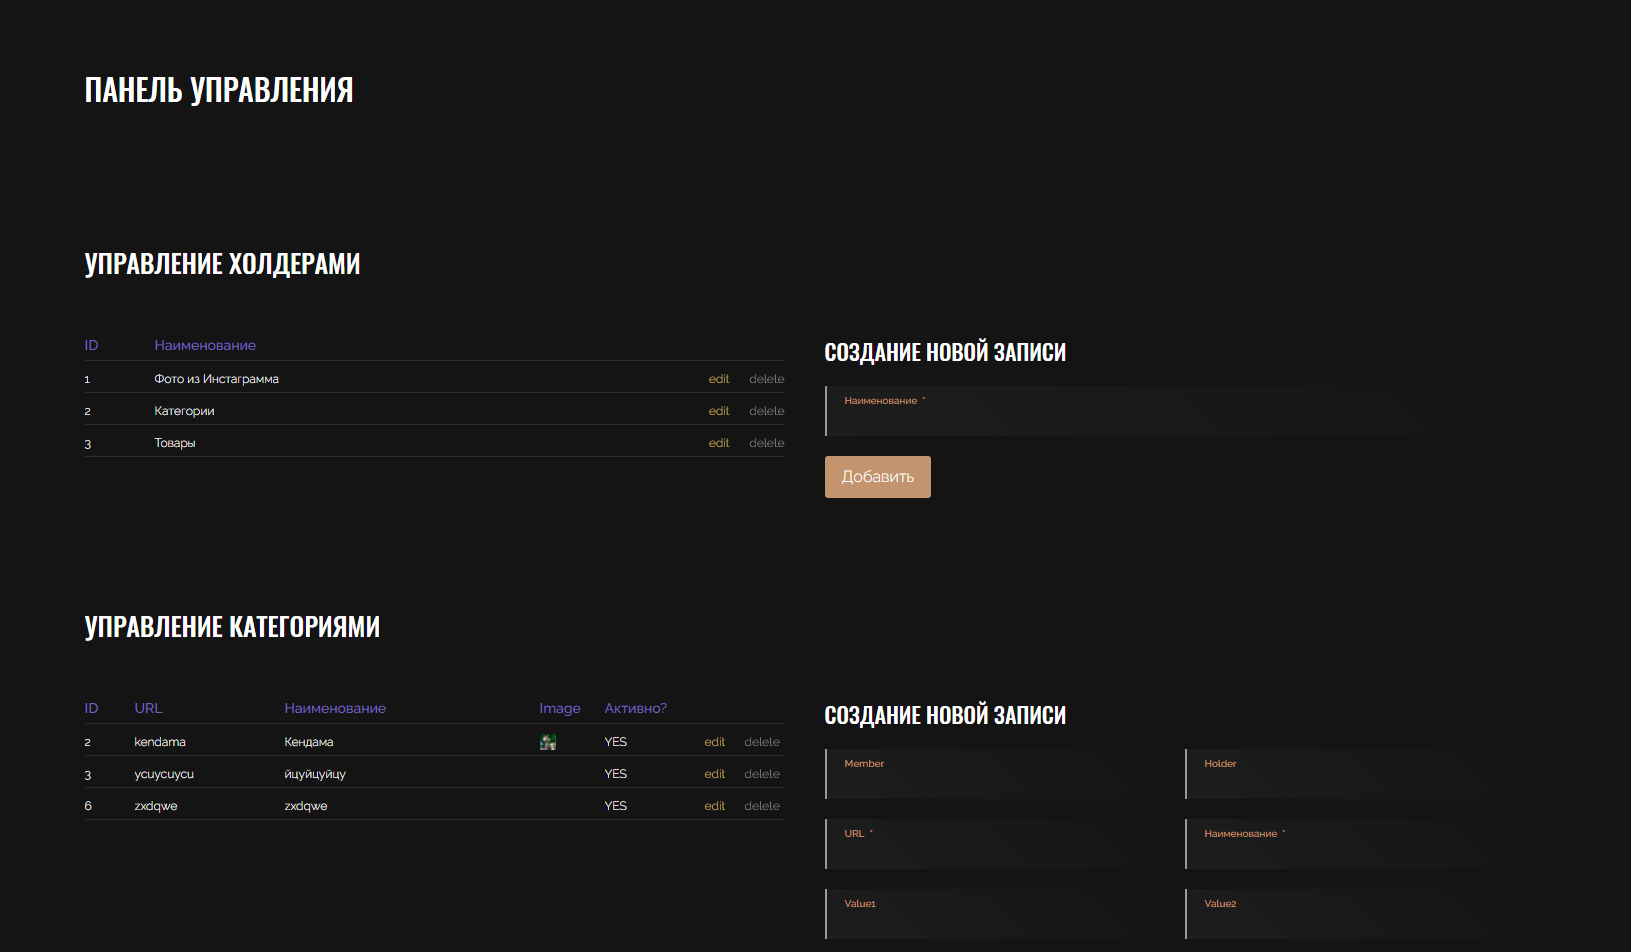 ПАНЕЛЬ УПРАВЛЕНИЯ
УПРАВЛЕНИЕ ХОЛДЕРАМИ
ID Наименование
1 Фото из Инстаграмма edit delete
2 Категории edit delete
3 Товары edit delete
СОЗДАНИЕ НОВОЙ ЗАПИСИ
Наименование *
Добавить
УПРАВЛЕНИЕ КАТЕГОРИЯМИ
ID URL Наименование Image Активно?
2 kendama Кендама YES edit delete
3 ycuycuycu йцуйцуйцу YES edit delete
6 zxdqwe zxdqwe YES edit delete
СОЗДАНИЕ НОВОЙ ЗАПИСИ
Member Holder
URL * Наименование *
Value1 Value2